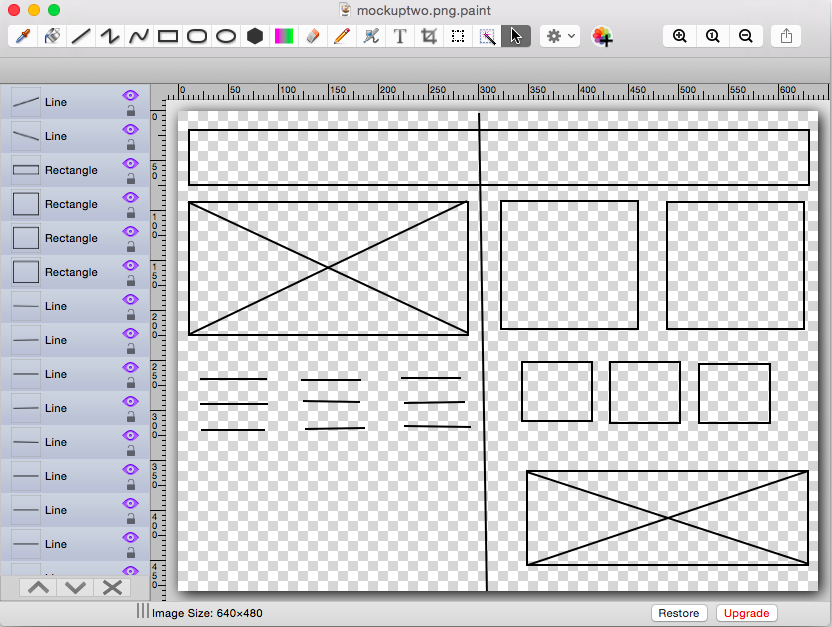 mockuptwo.png.paint
T
1
0 50 100 150 200 250 300 350 400 450 500 550 600
Line
Line
Rectangle
Rectangle
Rectangle
Rectangle
Line
Line
Line
Line
Line
Line
Line
Line
0
50
100
150
200
250
300
350
400
450
Image Size: 640×480
Restore
Upgrade